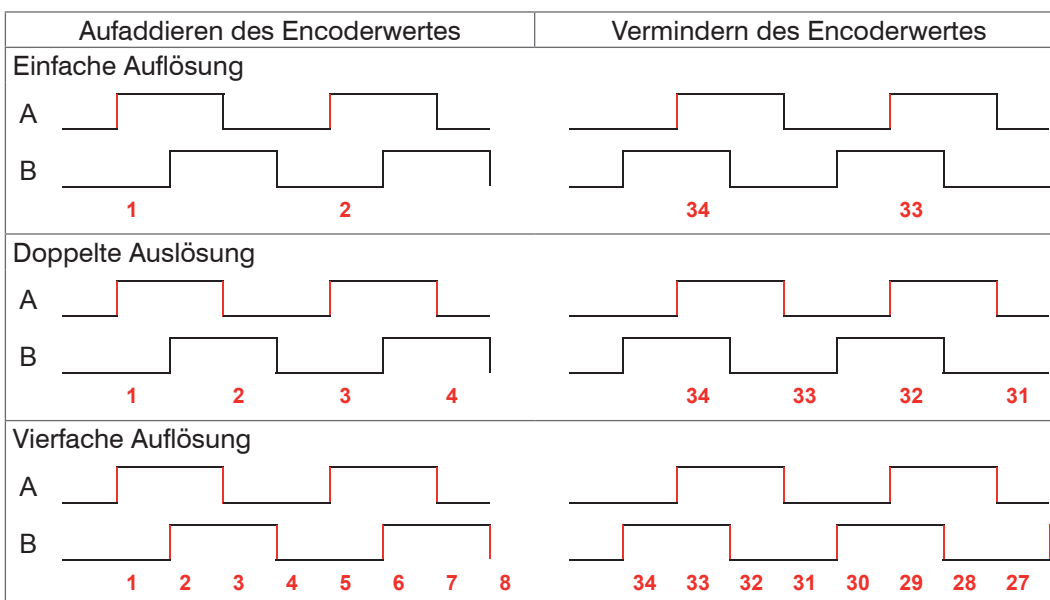 Aufaddieren des Encoderwertes Vermindern des Encoderwertes
Einfache Auflösung
A
B
1 2 34 33
Doppelte Auslösung
A
B
1 2 3 4 34 33 32 31
Vierfache Auflösung
A
B
1 2 3 4 5 6 7 8 34 33 32 31 30 29 28 27